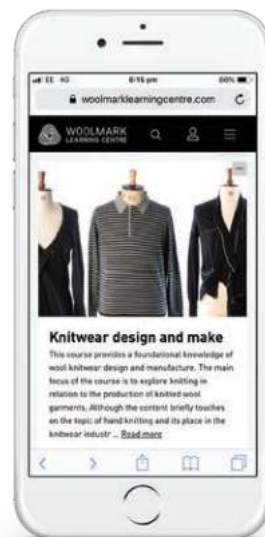 EE 4G 6:15 pm 66%
woolmarklearningcentre.com
WOOLMARK
LEARNING CENTRE
Knitwear design and make
This course provides a foundational knowledge of
wool knitwear design and manufacture. The main
focus of the course is to explore knitting in
relation to the production of knitted wool
garments. Although the content briefly touches
on the topic of hand knitting and its place in the
knitwear industr ... Read more